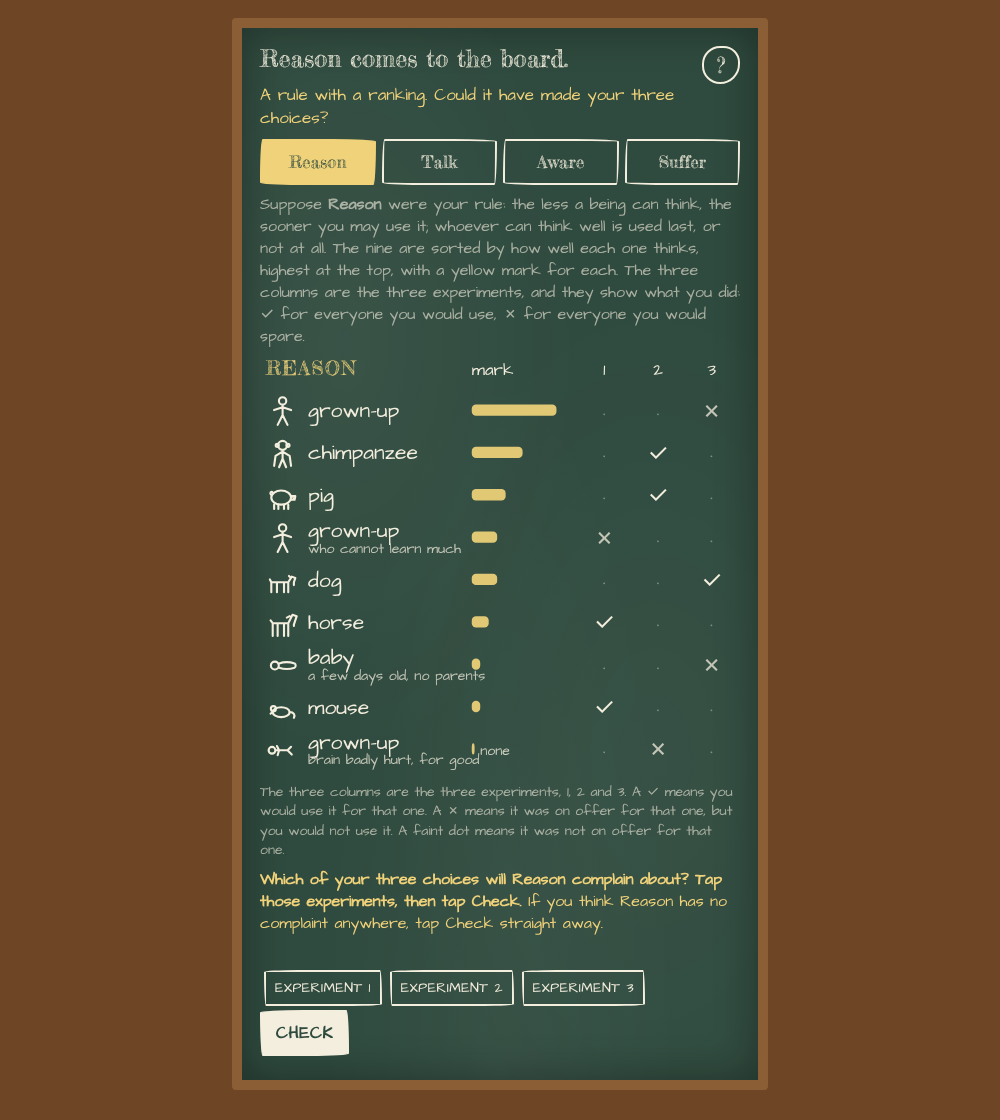 Reason comes to the board.
?
A rule with a ranking. Could it have made your three
choices?
Reason Talk Aware Suffer
Suppose Reason were your rule: the less a being can think, the
sooner you may use it; whoever can think well is used last, or
not at all. The nine are sorted by how well each one thinks,
highest at the top, with a yellow mark for each. The three
columns are the three experiments, and they show what you did:
✓ for everyone you would use, × for everyone you would
spare.
REASON mark 1 2 3
grown-up · · ×
chimpanzee · ✓ ·
pig · ✓ ·
grown-up × · ·
who cannot learn much
dog · · ✓
horse ✓ · ·
baby · · ×
a few days old, no parents
mouse ✓ · ·
grown-up none · × ·
brain badly hurt, for good
The three columns are the three experiments, 1, 2 and 3. A ✓ means you
would use it for that one. A × means it was on offer for that one, but
you would not use it. A faint dot means it was not on offer for that
one.
Which of your three choices will Reason complain about? Tap
those experiments, then tap Check. If you think Reason has no
complaint anywhere, tap Check straight away.
EXPERIMENT 1 EXPERIMENT 2 EXPERIMENT 3
CHECK